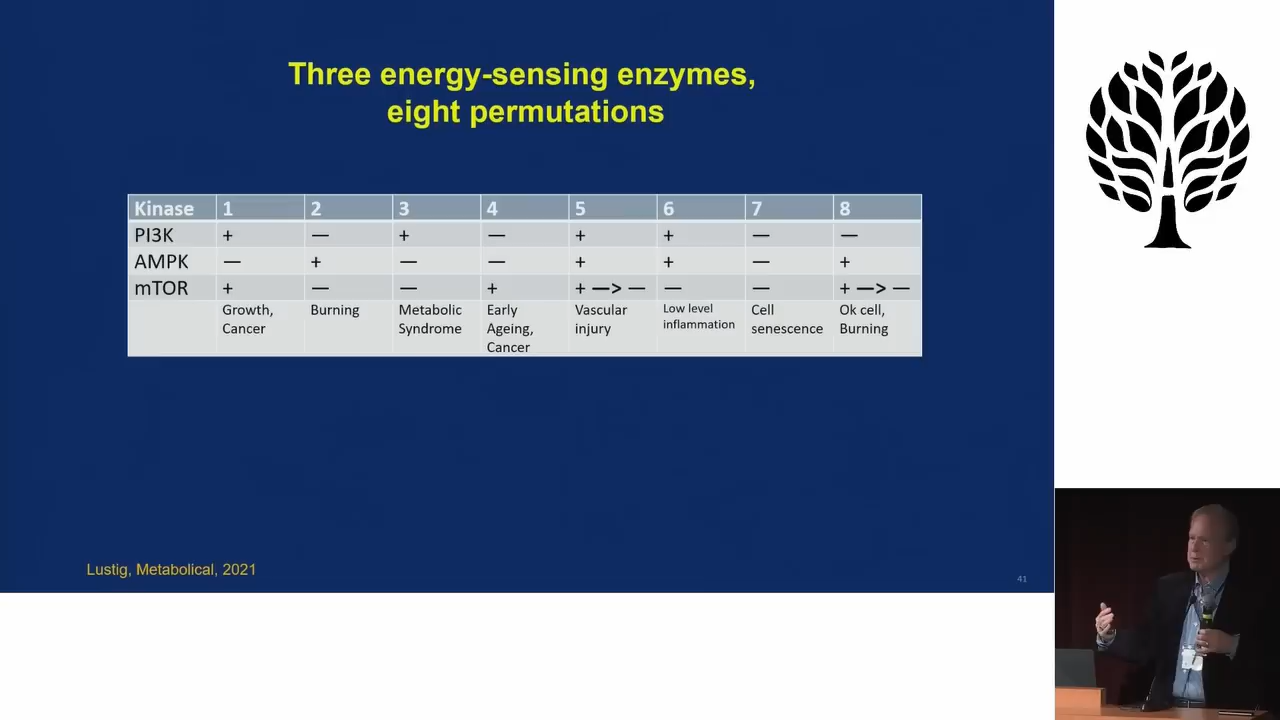 Three energy-sensing enzymes,
eight permutations
Kinase 1 2 3 4 5 6 7 8
PI3K + — + — + + — —
AMPK — + — — + + — +
mTOR + — — + + —> — — — + —> —
Growth, Cancer Burning Metabolic Syndrome Early Ageing, Cancer Vascular injury Low level inflammation Cell senescence Ok cell, Burning
Lustig, Metabolical, 2021
41